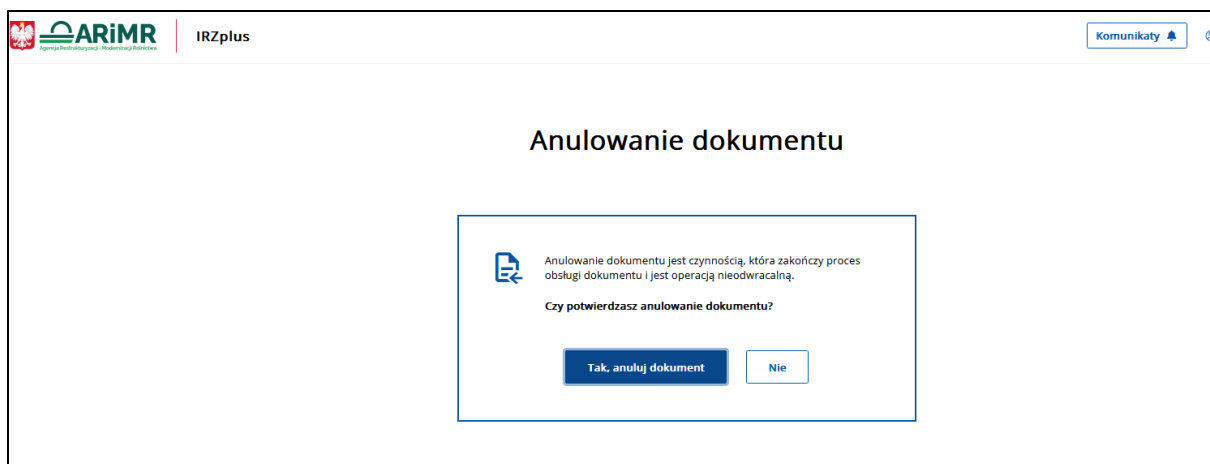 ARiMR
Agencja Restrukturyzacji i Modernizacji Rolnictwa
IRZplus
Komunikaty
Anulowanie dokumentu
Anulowanie dokumentu jest czynnością, która zakończy proces
obsługi dokumentu i jest operacją nieodwracalną.
Czy potwierdzasz anulowanie dokumentu?
Tak, anuluj dokument
Nie